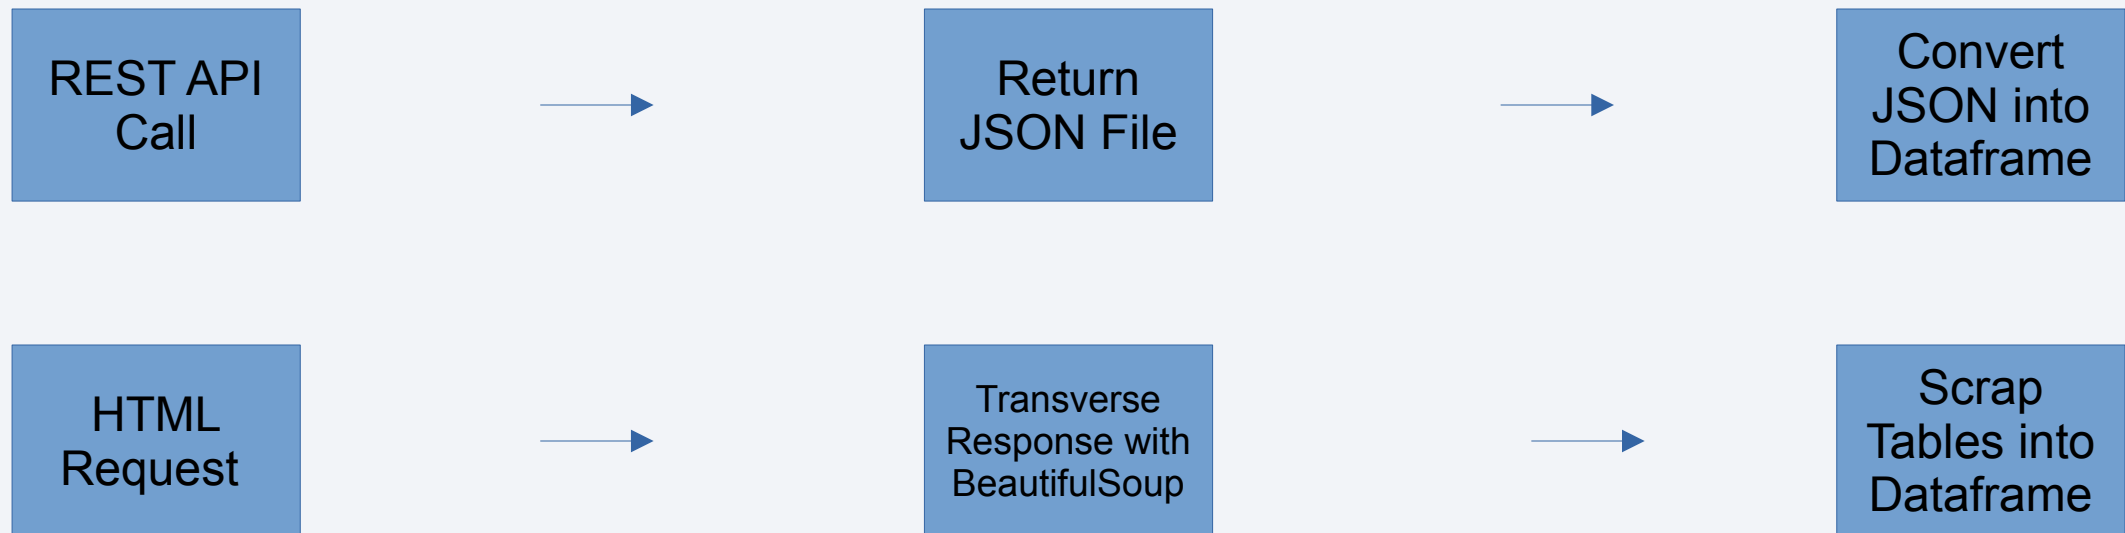 REST API
Call
Return
JSON File
Convert
JSON into
Dataframe
HTML
Request
Transverse
Response with
BeautifulSoup
Scrap
Tables into
Dataframe